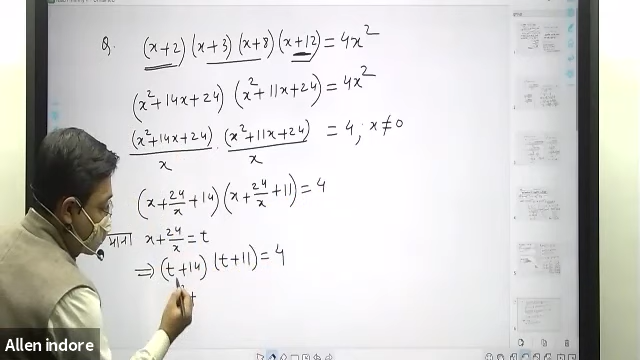 Q. (x+2) (x+3) (x+8) (x+12) = 4x²
(x²+14x+24) (x²+11x+24) = 4x²
(x²+14x+24)/x · (x²+11x+24)/x = 4, x≠0
(x+24/x+14) (x+24/x+11) = 4
माना x+24/x = t
⇒ (t+14) (t+11) = 4
Allen indore